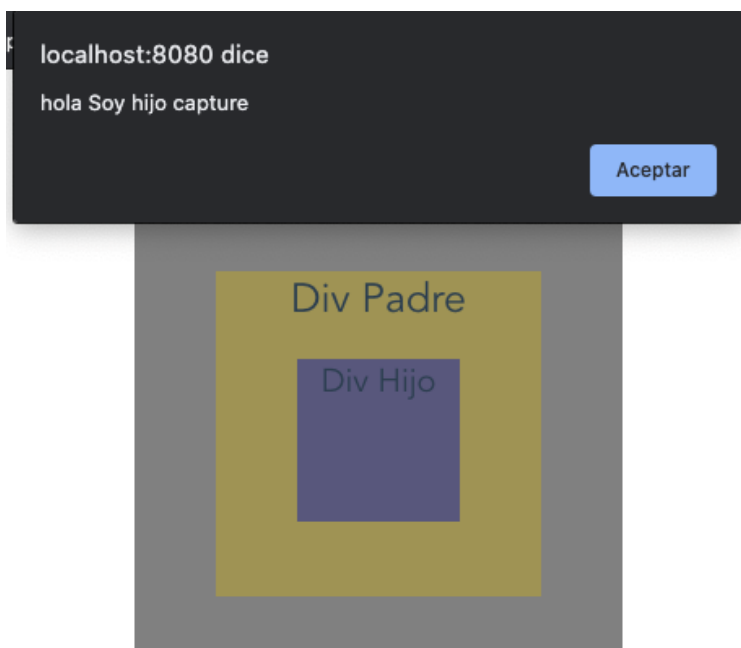 localhost:8080 dice
hola Soy hijo capture
Aceptar
Div Padre
Div Hijo